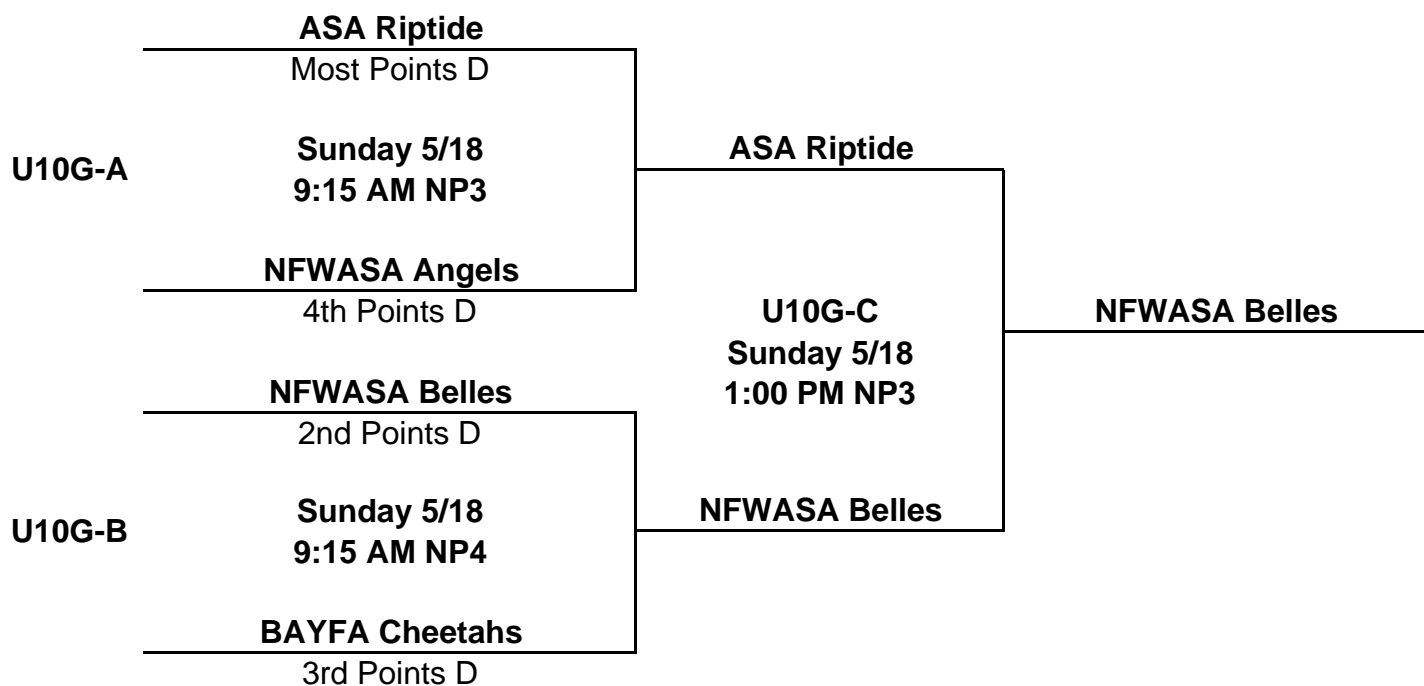 ASA Riptide
Most Points D
U10G-A
Sunday 5/18
9:15 AM NP3
NFWASA Angels
4th Points D
ASA Riptide
U10G-C
Sunday 5/18
1:00 PM NP3
NFWASA Belles
NFWASA Belles
2nd Points D
U10G-B
Sunday 5/18
9:15 AM NP4
NFWASA Belles
BAYFA Cheetahs
3rd Points D